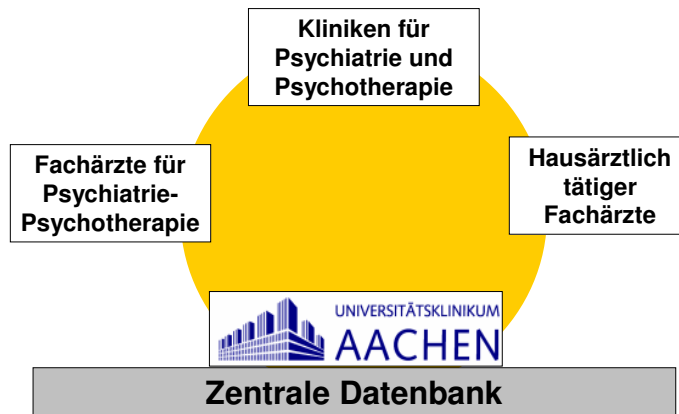 Kliniken für
Psychiatrie und
Psychotherapie
Fachärzte für
Psychiatrie-
Psychotherapie
Hausärztlich
tätiger
Fachärzte
UNIVERSITÄTSKLINIKUM
AACHEN
Zentrale Datenbank